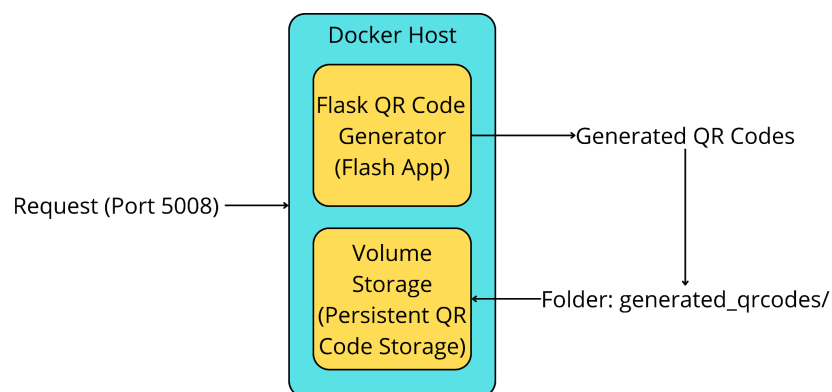 Docker Host
Flask QR Code
Generator
(Flash App)
Generated QR Codes
Request (Port 5008)
Volume
Storage
(Persistent QR
Code Storage)
Folder: generated_qrcodes/